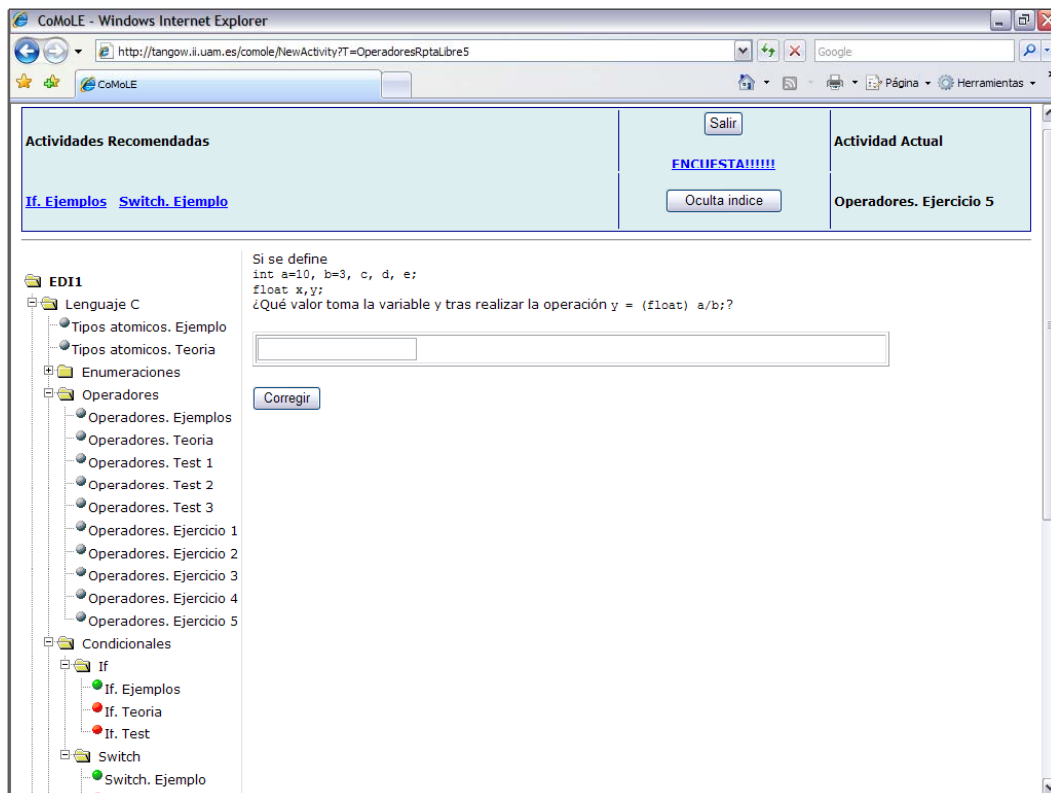 CoMoLE - Windows Internet Explorer
http://tangow.ii.uam.es/comole/NewActivity?T=OperadoresRptaLibre5
Google
CoMoLE
Página
Herramientas
Actividades Recomendadas
Salir
ENCUESTA!!!!!!
Actividad Actual
If. Ejemplos Switch. Ejemplo
Oculta indice
Operadores. Ejercicio 5
Si se define
int a=10, b=3, c, d, e;
float x,y;
¿Qué valor toma la variable y tras realizar la operación y = (float) a/b;?
Corregir
EDI1
Lenguaje C
Tipos atomicos. Ejemplo
Tipos atomicos. Teoria
Enumeraciones
Operadores
Operadores. Ejemplos
Operadores. Teoria
Operadores. Test 1
Operadores. Test 2
Operadores. Test 3
Operadores. Ejercicio 1
Operadores. Ejercicio 2
Operadores. Ejercicio 3
Operadores. Ejercicio 4
Operadores. Ejercicio 5
Condicionales
If
If. Ejemplos
If. Teoria
If. Test
Switch
Switch. Ejemplo